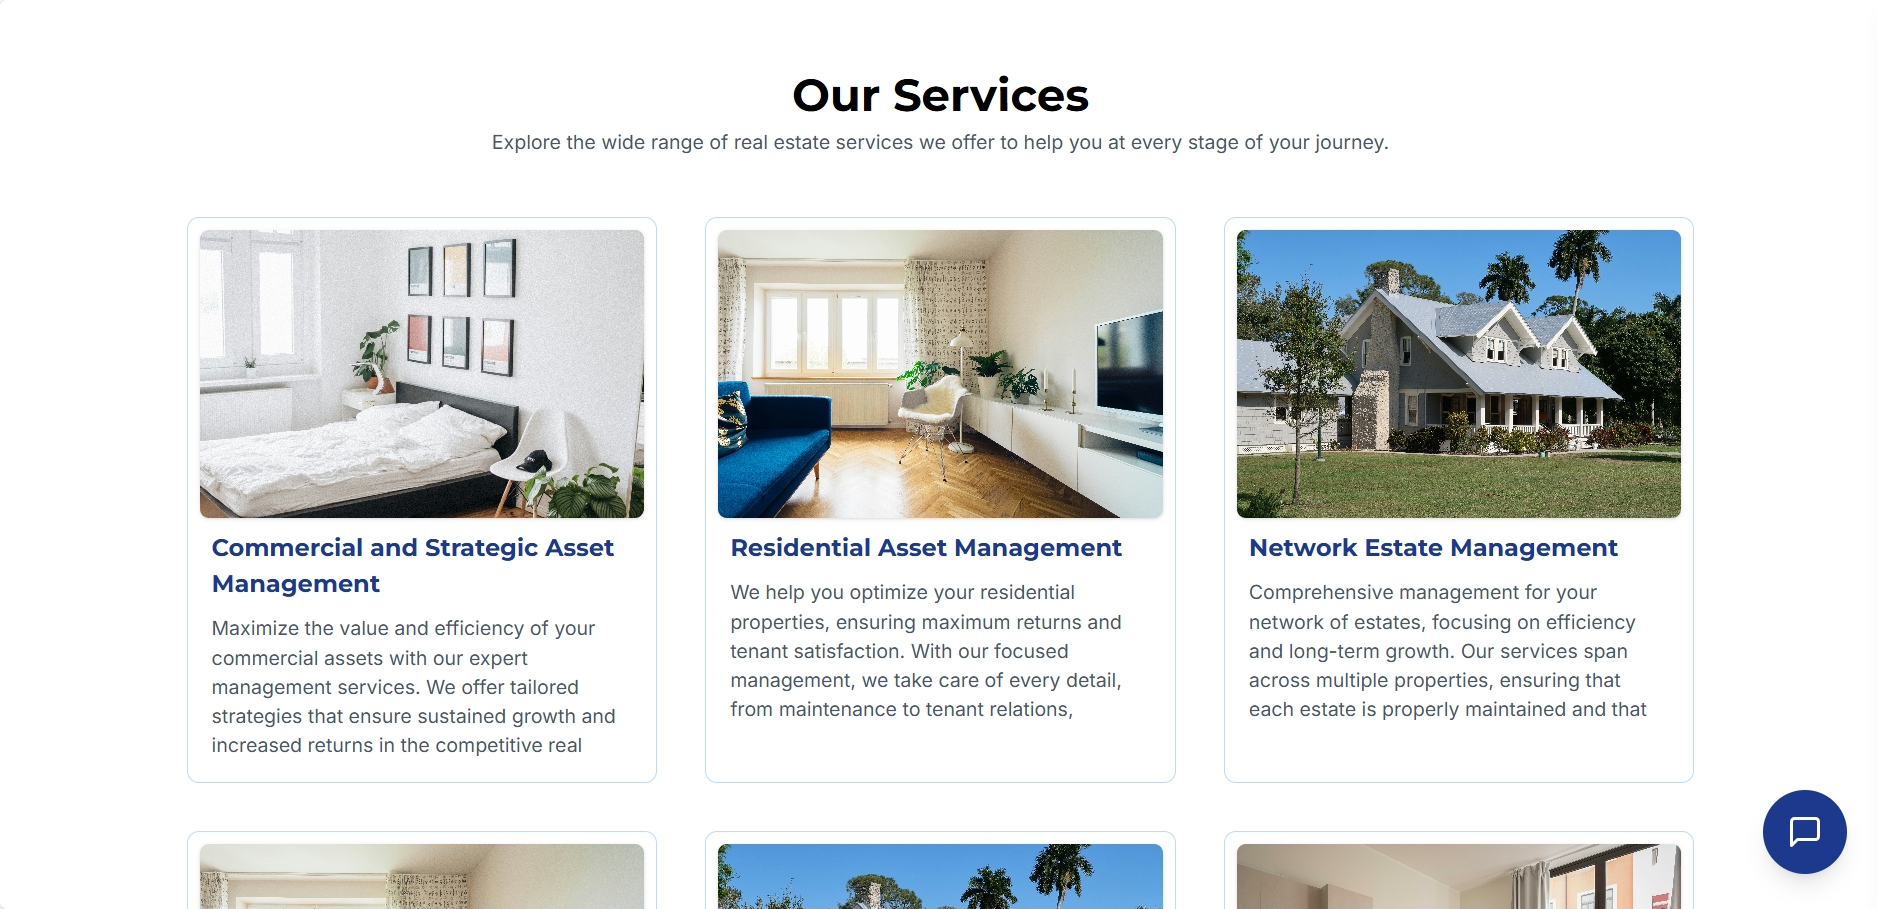 Our Services
Explore the wide range of real estate services we offer to help you at every stage of your journey.
Commercial and Strategic Asset
Management
Maximize the value and efficiency of your
commercial assets with our expert
management services. We offer tailored
strategies that ensure sustained growth and
increased returns in the competitive real
Residential Asset Management
We help you optimize your residential
properties, ensuring maximum returns and
tenant satisfaction. With our focused
management, we take care of every detail,
from maintenance to tenant relations,
Network Estate Management
Comprehensive management for your
network of estates, focusing on efficiency
and long-term growth. Our services span
across multiple properties, ensuring that
each estate is properly maintained and that